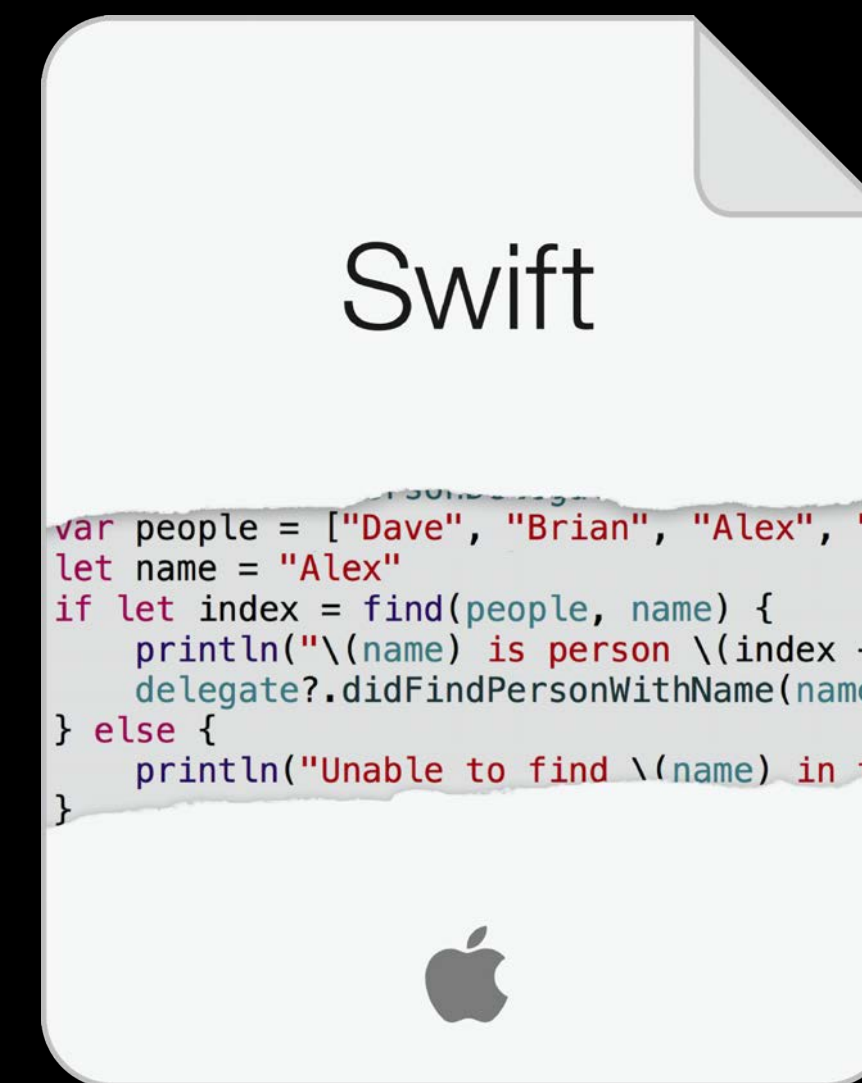 Swift
var people = ["Dave", "Brian", "Alex", "
let name = "Alex"
if let index = find(people, name) {
    println("\(name) is person \(index
    delegate?.didFindPersonWithName(name
} else {
    println("Unable to find \(name) in
}